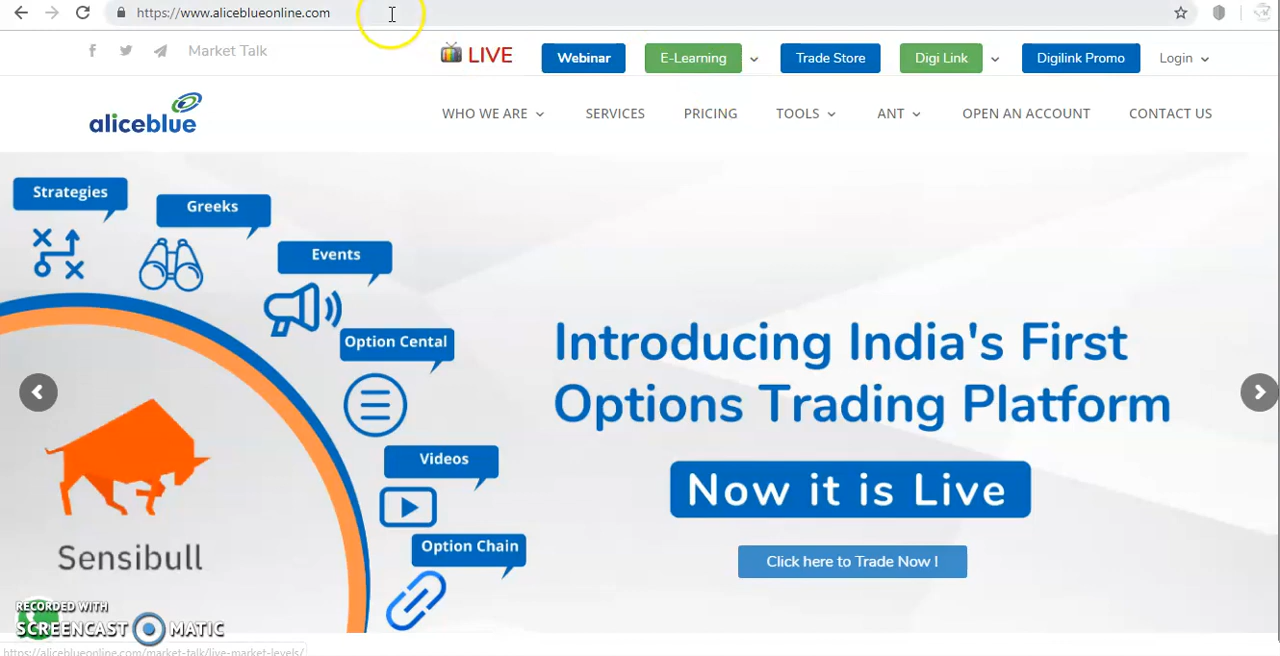 https://www.aliceblueonline.com
Market Talk
LIVE
Webinar
E-Learning
Trade Store
Digi Link
Digilink Promo
Login
aliceblue
WHO WE ARE
SERVICES
PRICING
TOOLS
ANT
OPEN AN ACCOUNT
CONTACT US
Strategies
Greeks
Events
Option Cental
Videos
Option Chain
Sensibull
Introducing India's First
Options Trading Platform
Now it is Live
Click here to Trade Now !
RECORDED WITH
SCREENCAST MATIC
https://aliceblueonline.com/market-talk/live-market-levels/